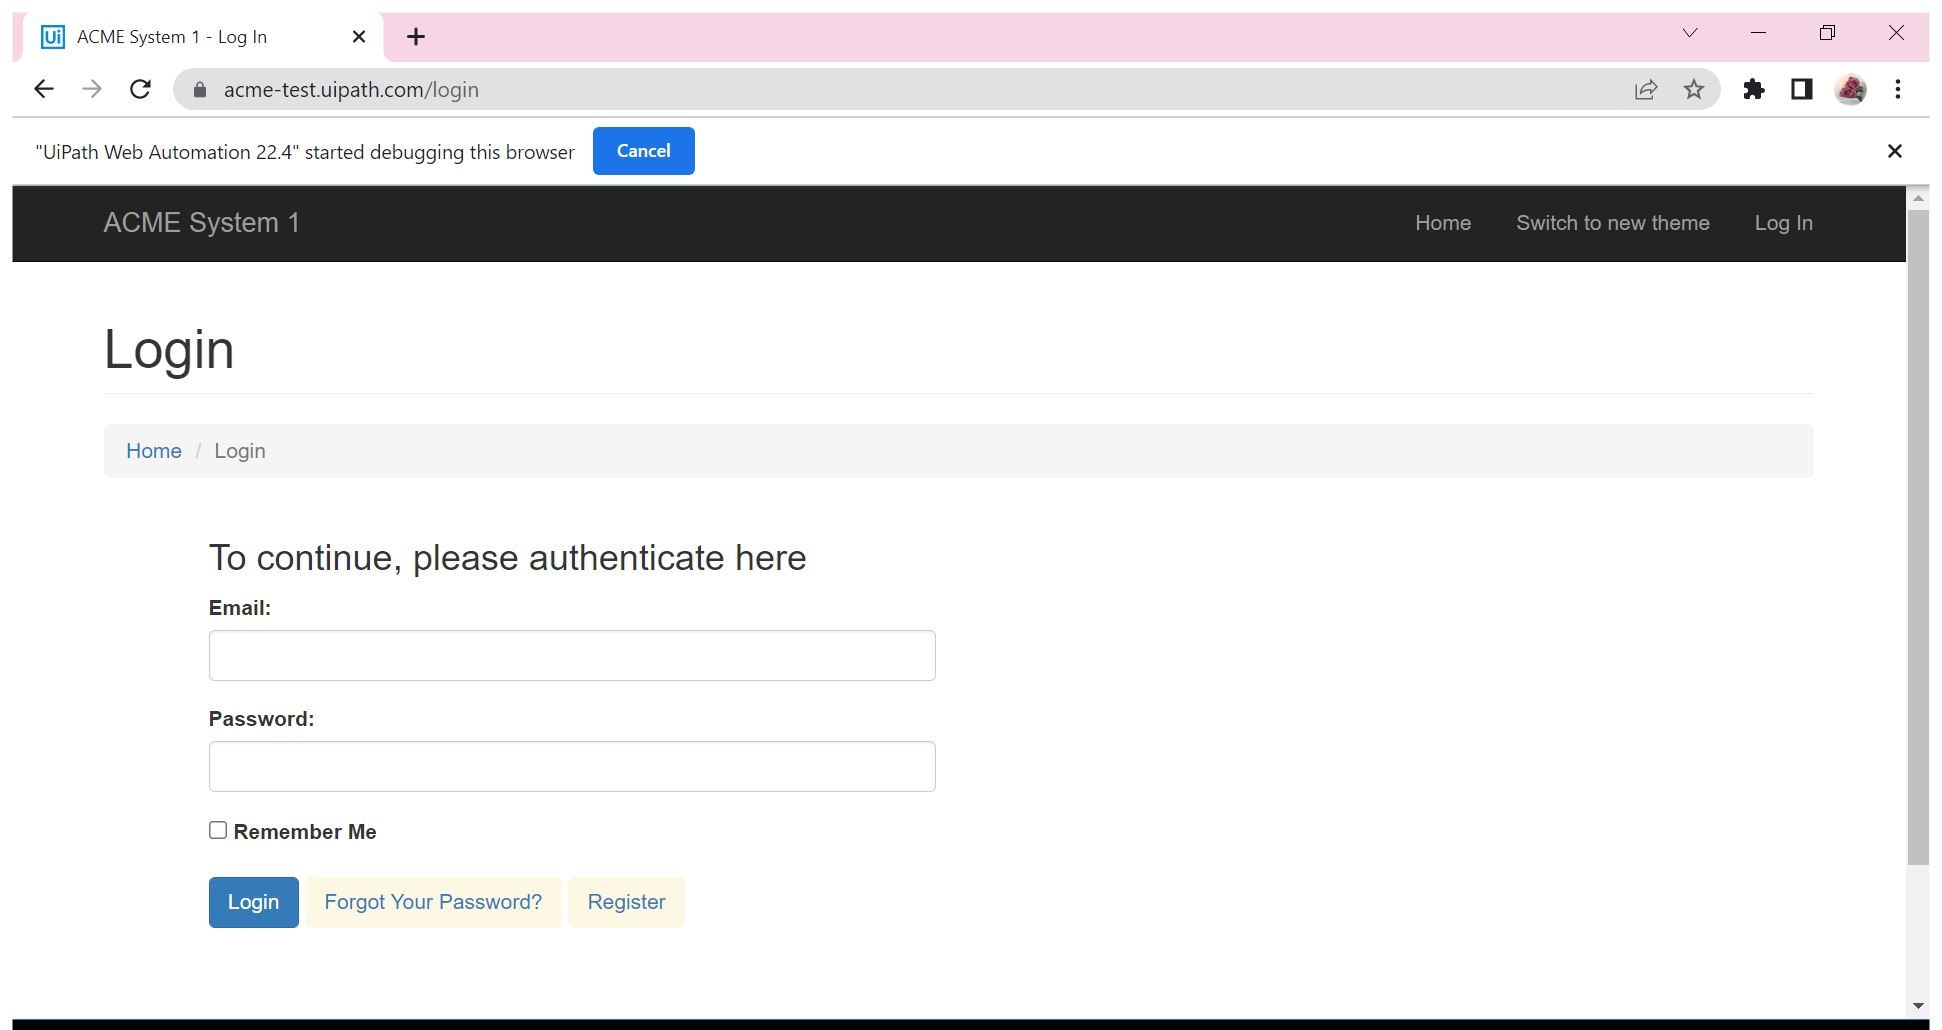 Ui ACME System 1 - Log In
acme-test.uipath.com/login
"UiPath Web Automation 22.4" started debugging this browser Cancel
ACME System 1 Home Switch to new theme Log In
Login
Home / Login
To continue, please authenticate here
Email:
Password:
Remember Me
Login Forgot Your Password? Register